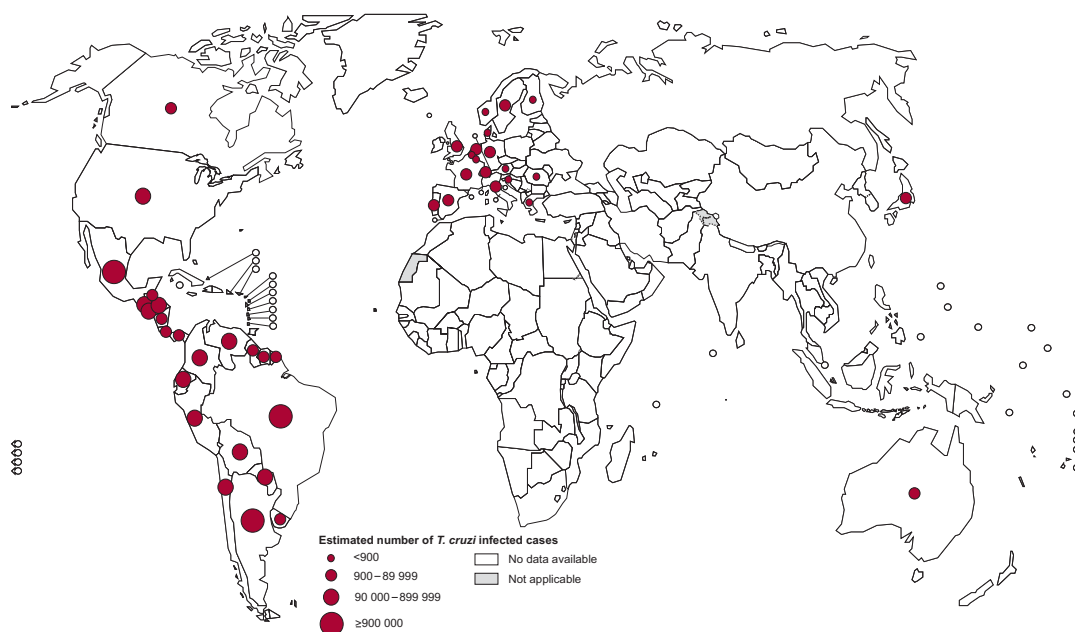 Estimated number of T. cruzi infected cases
<900
900–89 999
90 000–899 999
≥900 000
No data available
Not applicable